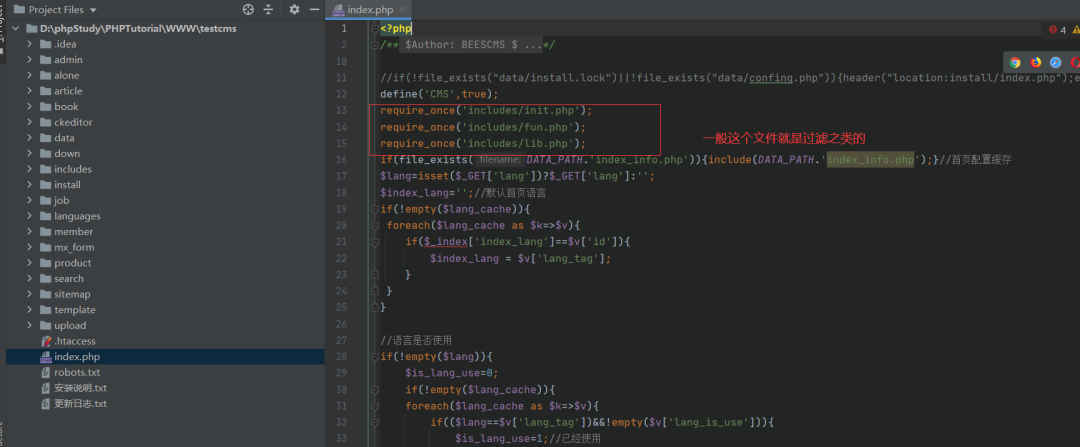 Project Files
index.php
D:\phpStudy\PHPTutorial\WWW\testcms
.idea
admin
alone
article
book
ckeditor
data
down
includes
install
job
languages
member
mx_form
product
search
sitemap
template
upload
.htaccess
index.php
robots.txt
安装说明.txt
更新日志.txt
1 <?php
2 /** $Author: BEESCMS $ ...*/
10
11 //if(!file_exists("data/install.lock")||!file_exists("data/confing.php")){header("location:install/index.php");e
12 define('CMS',true);
13 require_once('includes/init.php');
14 require_once('includes/fun.php');
15 require_once('includes/lib.php');
一般这个文件就是过滤之类的
16 if(file_exists( filename: DATA_PATH.'index_info.php')){include(DATA_PATH.'index_info.php');}//首页配置缓存
17 $lang=isset($_GET['lang'])?$_GET['lang']:'';
18 $index_lang='';//默认首页语言
19 if(!empty($lang_cache)){
20 foreach($lang_cache as $k=>$v){
21 if($_index['index_lang']==$v['id']){
22 $index_lang = $v['lang_tag'];
23 }
24 }
25 }
26
27 //语言是否使用
28 if(!empty($lang)){
29 $is_lang_use=0;
30 if(!empty($lang_cache)){
31 foreach($lang_cache as $k=>$v){
32 if(($lang==$v['lang_tag'])&&!empty($v['lang_is_use'])){
33 $is_lang_use=1;//已经使用
4